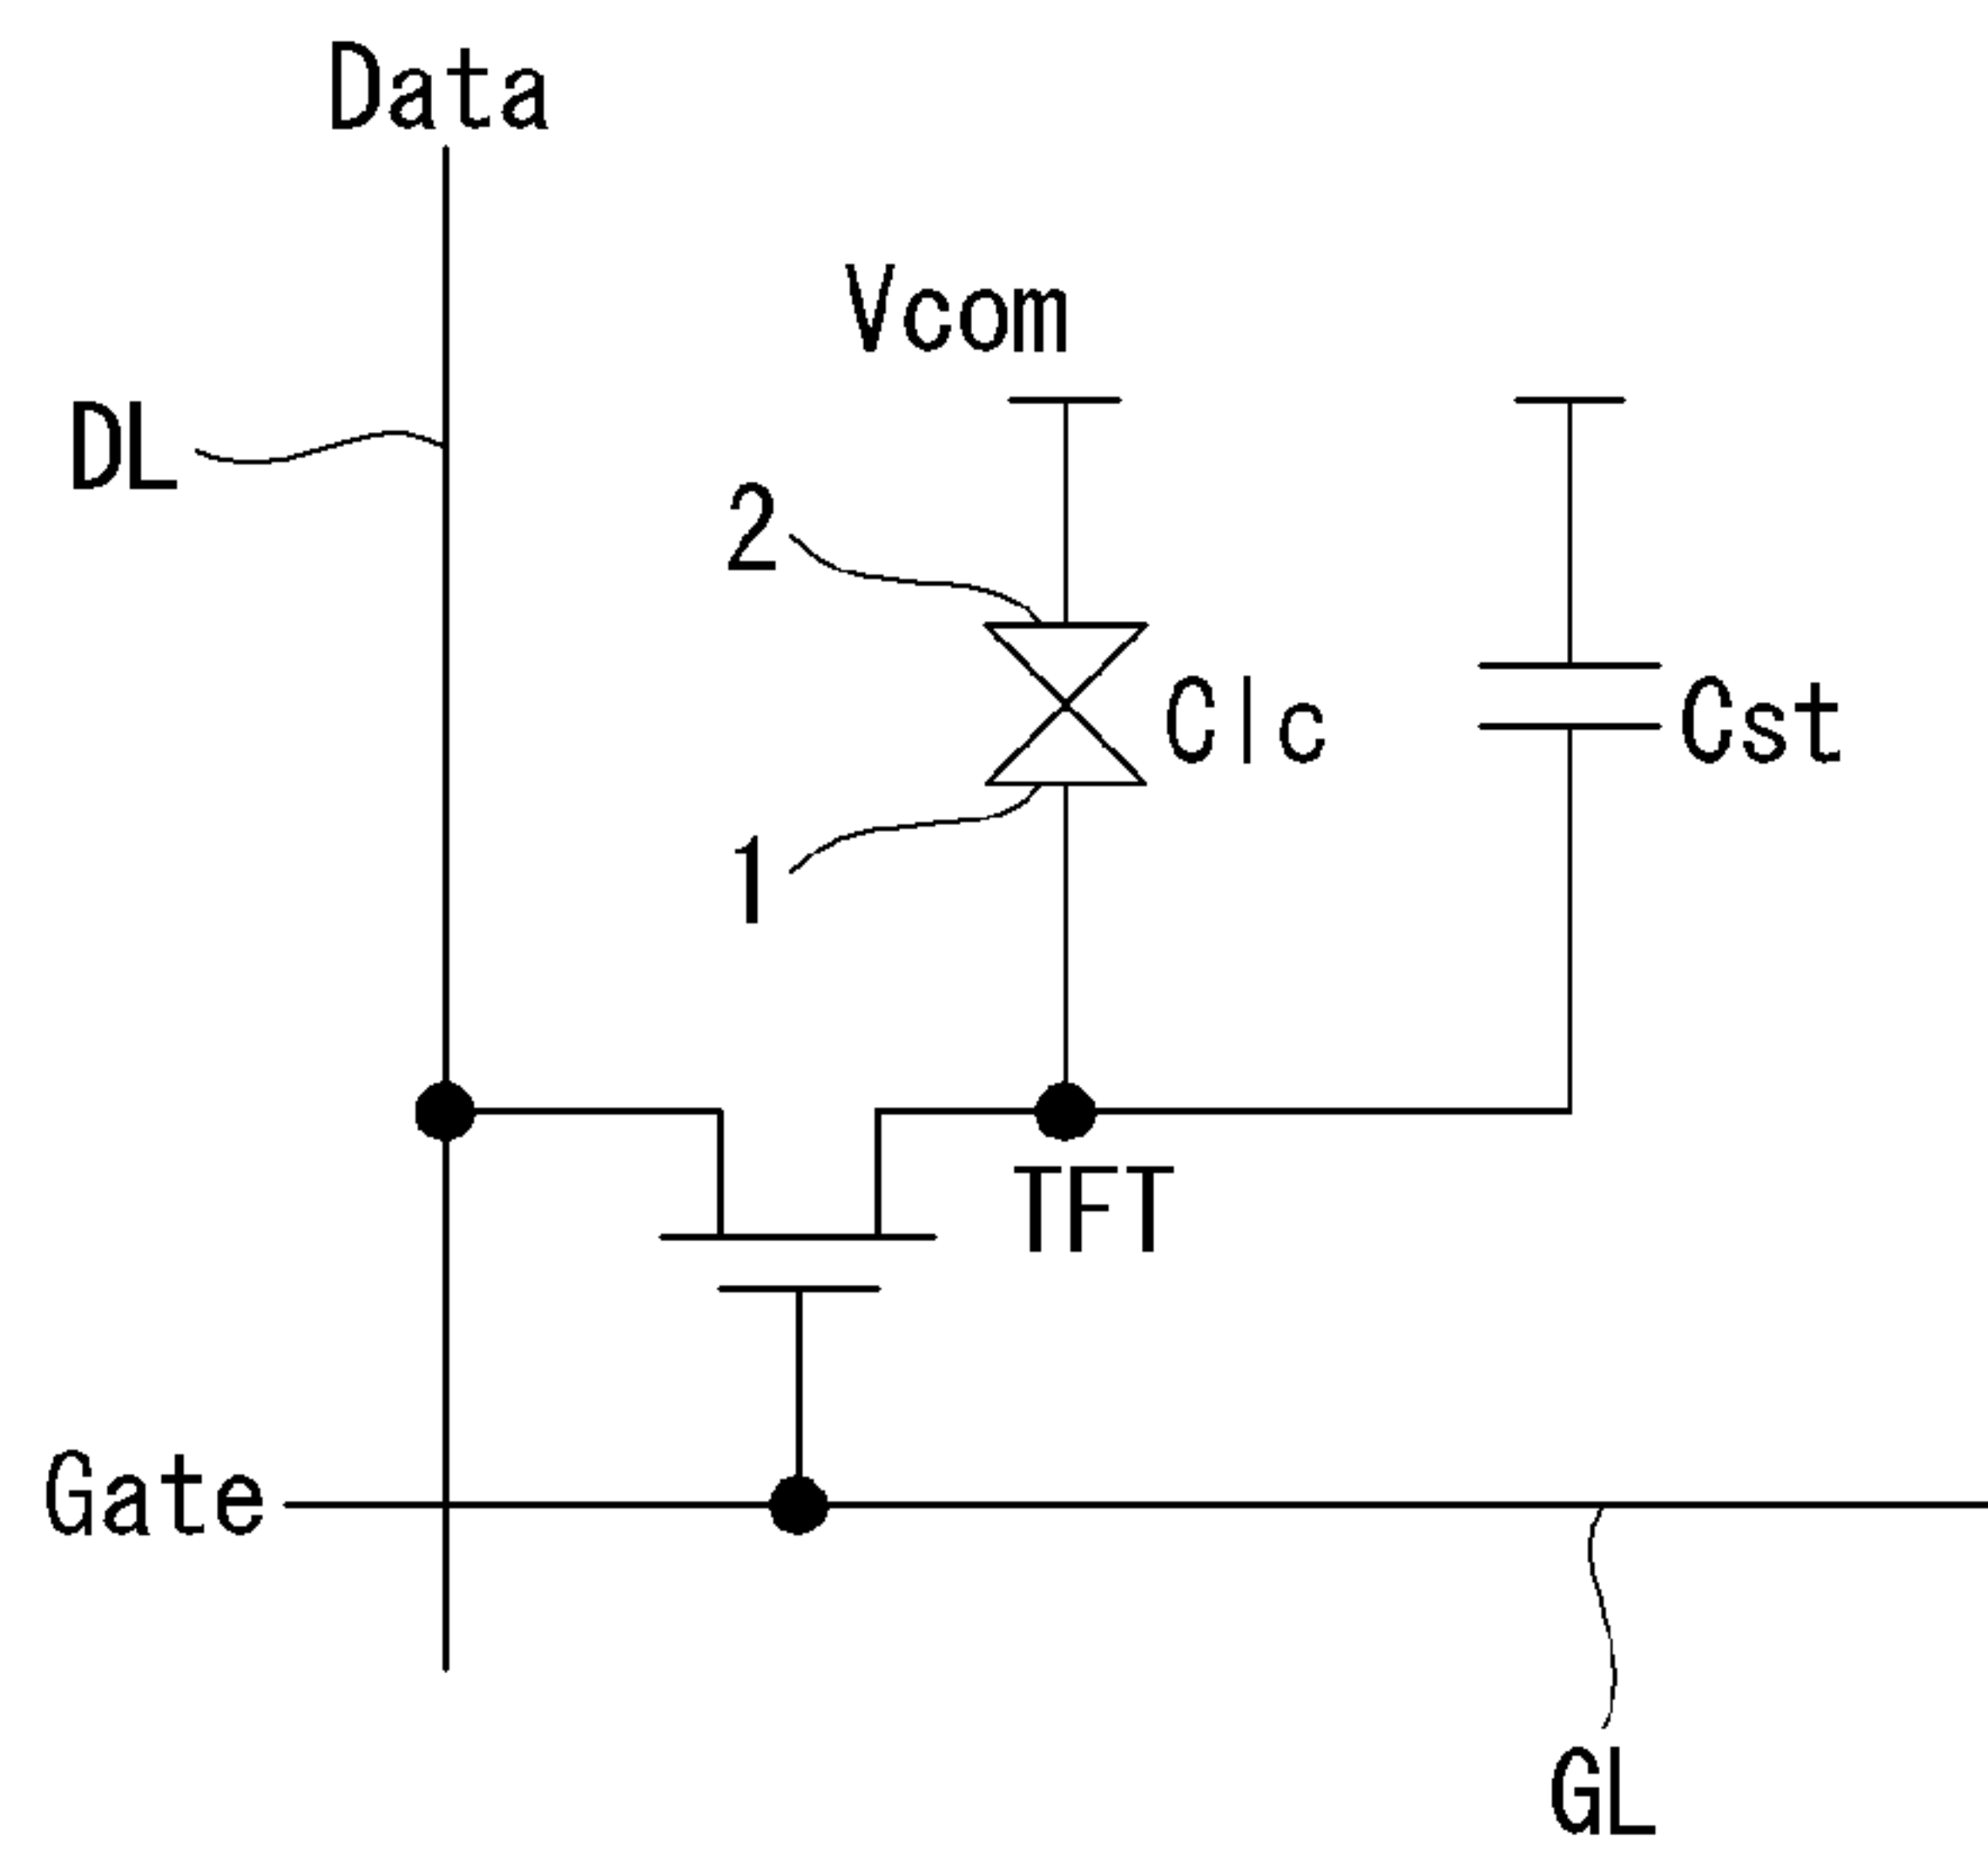 Data
Vcom
DL
2
Clc
Cst
1
TFT
Gate
GL